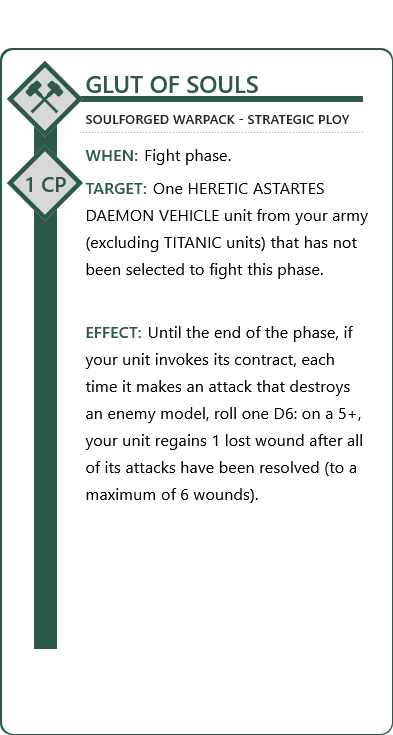 GLUT OF SOULS
SOULFORGED WARPACK - STRATEGIC PLOY
1 CP
WHEN: Fight phase.
TARGET: One HERETIC ASTARTES
DAEMON VEHICLE unit from your army
(excluding TITANIC units) that has not
been selected to fight this phase.
EFFECT: Until the end of the phase, if
your unit invokes its contract, each
time it makes an attack that destroys
an enemy model, roll one D6: on a 5+,
your unit regains 1 lost wound after all
of its attacks have been resolved (to a
maximum of 6 wounds).